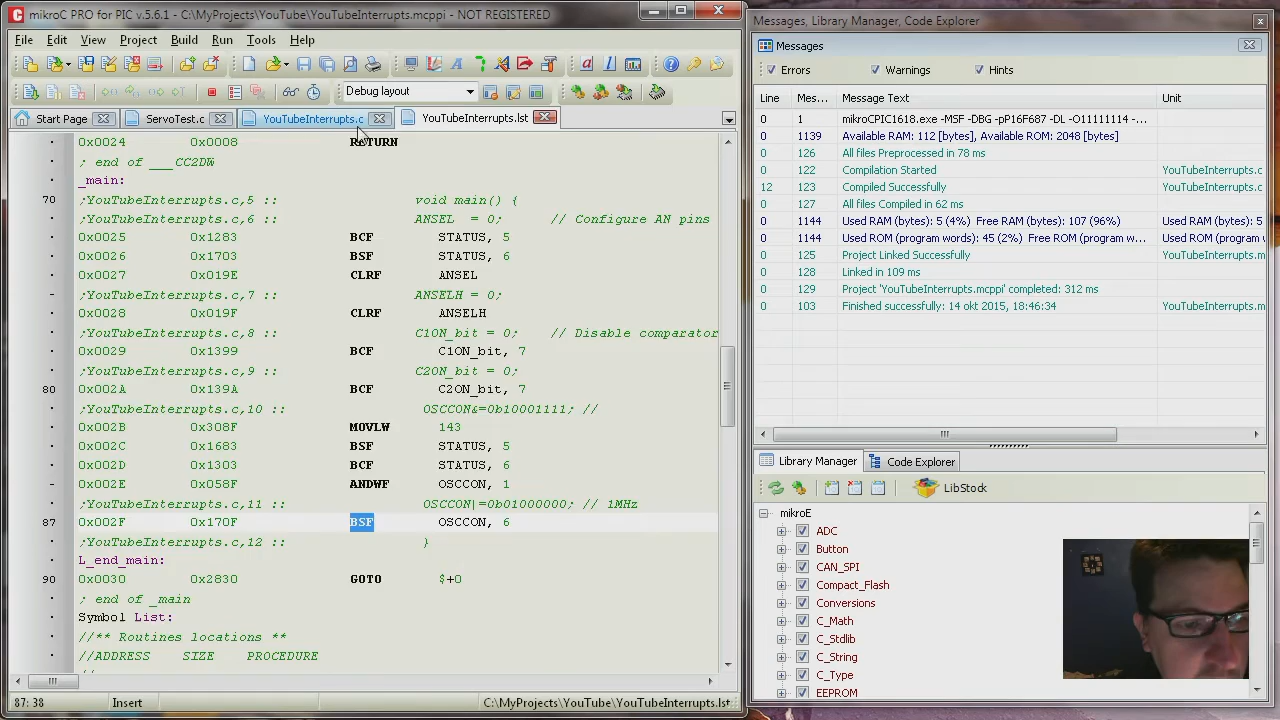 mikroC PRO for PIC v.5.6.1 - C:\MyProjects\YouTube\YouTubeInterrupts.mcppi - NOT REGISTERED
File Edit View Project Build Run Tools Help
Debug layout
Start Page ServoTest.c YouTubeInterrupts.c YouTubeInterrupts.lst
0x0024 0x0008 RETURN
; end of ___CC2DW
_main:
70 ;YouTubeInterrupts.c,5 :: void main() {
;YouTubeInterrupts.c,6 :: ANSEL = 0; // Configure AN pins
0x0025 0x1283 BCF STATUS, 5
0x0026 0x1703 BSF STATUS, 6
0x0027 0x019E CLRF ANSEL
;YouTubeInterrupts.c,7 :: ANSELH = 0;
0x0028 0x019F CLRF ANSELH
;YouTubeInterrupts.c,8 :: C1ON_bit = 0; // Disable comparator
0x0029 0x1399 BCF C1ON_bit, 7
;YouTubeInterrupts.c,9 :: C2ON_bit = 0;
80 0x002A 0x139A BCF C2ON_bit, 7
;YouTubeInterrupts.c,10 :: OSCCON&=0b10001111; //
0x002B 0x308F MOVLW 143
0x002C 0x1683 BSF STATUS, 5
0x002D 0x1303 BCF STATUS, 6
0x002E 0x058F ANDWF OSCCON, 1
;YouTubeInterrupts.c,11 :: OSCCON|=0b01000000; // 1MHz
87 0x002F 0x170F BSF OSCCON, 6
;YouTubeInterrupts.c,12 :: }
L_end_main:
90 0x0030 0x2830 GOTO $+0
; end of _main
Symbol List:
//** Routines locations **
//ADDRESS SIZE PROCEDURE
87: 38 Insert C:\MyProjects\YouTube\YouTubeInterrupts.lst
Messages, Library Manager, Code Explorer
Messages
Errors Warnings Hints
Line Mes... Message Text Unit
0 1 mikroCPIC1618.exe -MSF -DBG -pP16F687 -DL -O11111114 -...
0 1139 Available RAM: 112 [bytes], Available ROM: 2048 [bytes]
0 126 All files Preprocessed in 78 ms
0 122 Compilation Started YouTubeInterrupts.c
12 123 Compiled Successfully YouTubeInterrupts.c
0 127 All files Compiled in 62 ms
0 1144 Used RAM (bytes): 5 (4%) Free RAM (bytes): 107 (96%) Used RAM (bytes): 5
0 1144 Used ROM (program words): 45 (2%) Free ROM (program w... Used ROM (program
0 125 Project Linked Successfully YouTubeInterrupts.m
0 128 Linked in 109 ms
0 129 Project 'YouTubeInterrupts.mcppi' completed: 312 ms
0 103 Finished successfully: 14 okt 2015, 18:46:34 YouTubeInterrupts.m
Library Manager Code Explorer
LibStock
mikroE
ADC
Button
CAN_SPI
Compact_Flash
Conversions
C_Math
C_Stdlib
C_String
C_Type
EEPROM